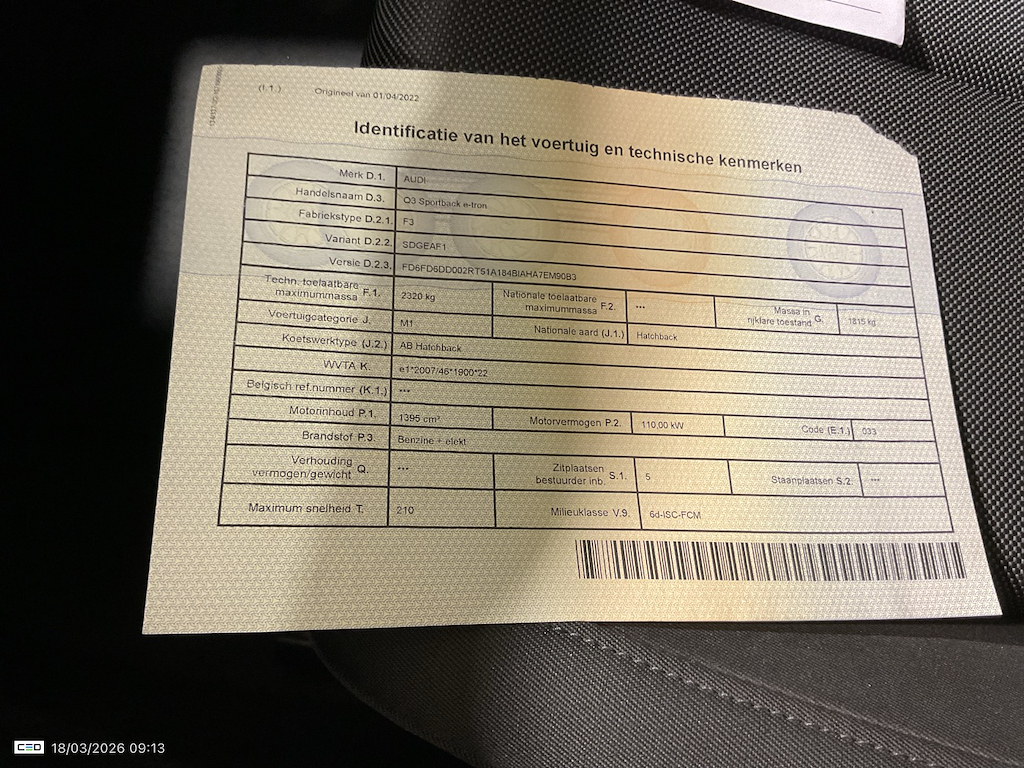 (I.1.) Origineel van 01/04/2022
Identificatie van het voertuig en technische kenmerken
Merk D.1. AUDI
Handelsnaam D.3. Q3 Sportback e-tron
Fabriekstype D.2.1. F3
Variant D.2.2. SDGEAF1
Versie D.2.3. FD6FD6DD002RT51A184BIAHA7EM90B3
Techn. toelaatbare maximummassa F.1. 2320 kg Nationale toelaatbare maximummassa F.2. --- Massa in rijklare toestand G. 1815 kg
Voertuigcategorie J. M1 Nationale aard (J.1.) Hatchback
Koetswerktype (J.2.) AB Hatchback
WVTA K. e1*2007/46*1900*22
Belgisch ref.nummer (K.1.) ---
Motorinhoud P.1. 1395 cm³ Motorvermogen P.2. 110,00 kW Code (E.1.) 033
Brandstof P.3. Benzine + elekt
Verhouding vermogen/gewicht Q. --- Zitplaatsen bestuurder inb. S.1. 5 Staanplaatsen S.2. ---
Maximum snelheid T. 210 Milieuklasse V.9. 6d-ISC-FCM
CEO 18/03/2026 09:13